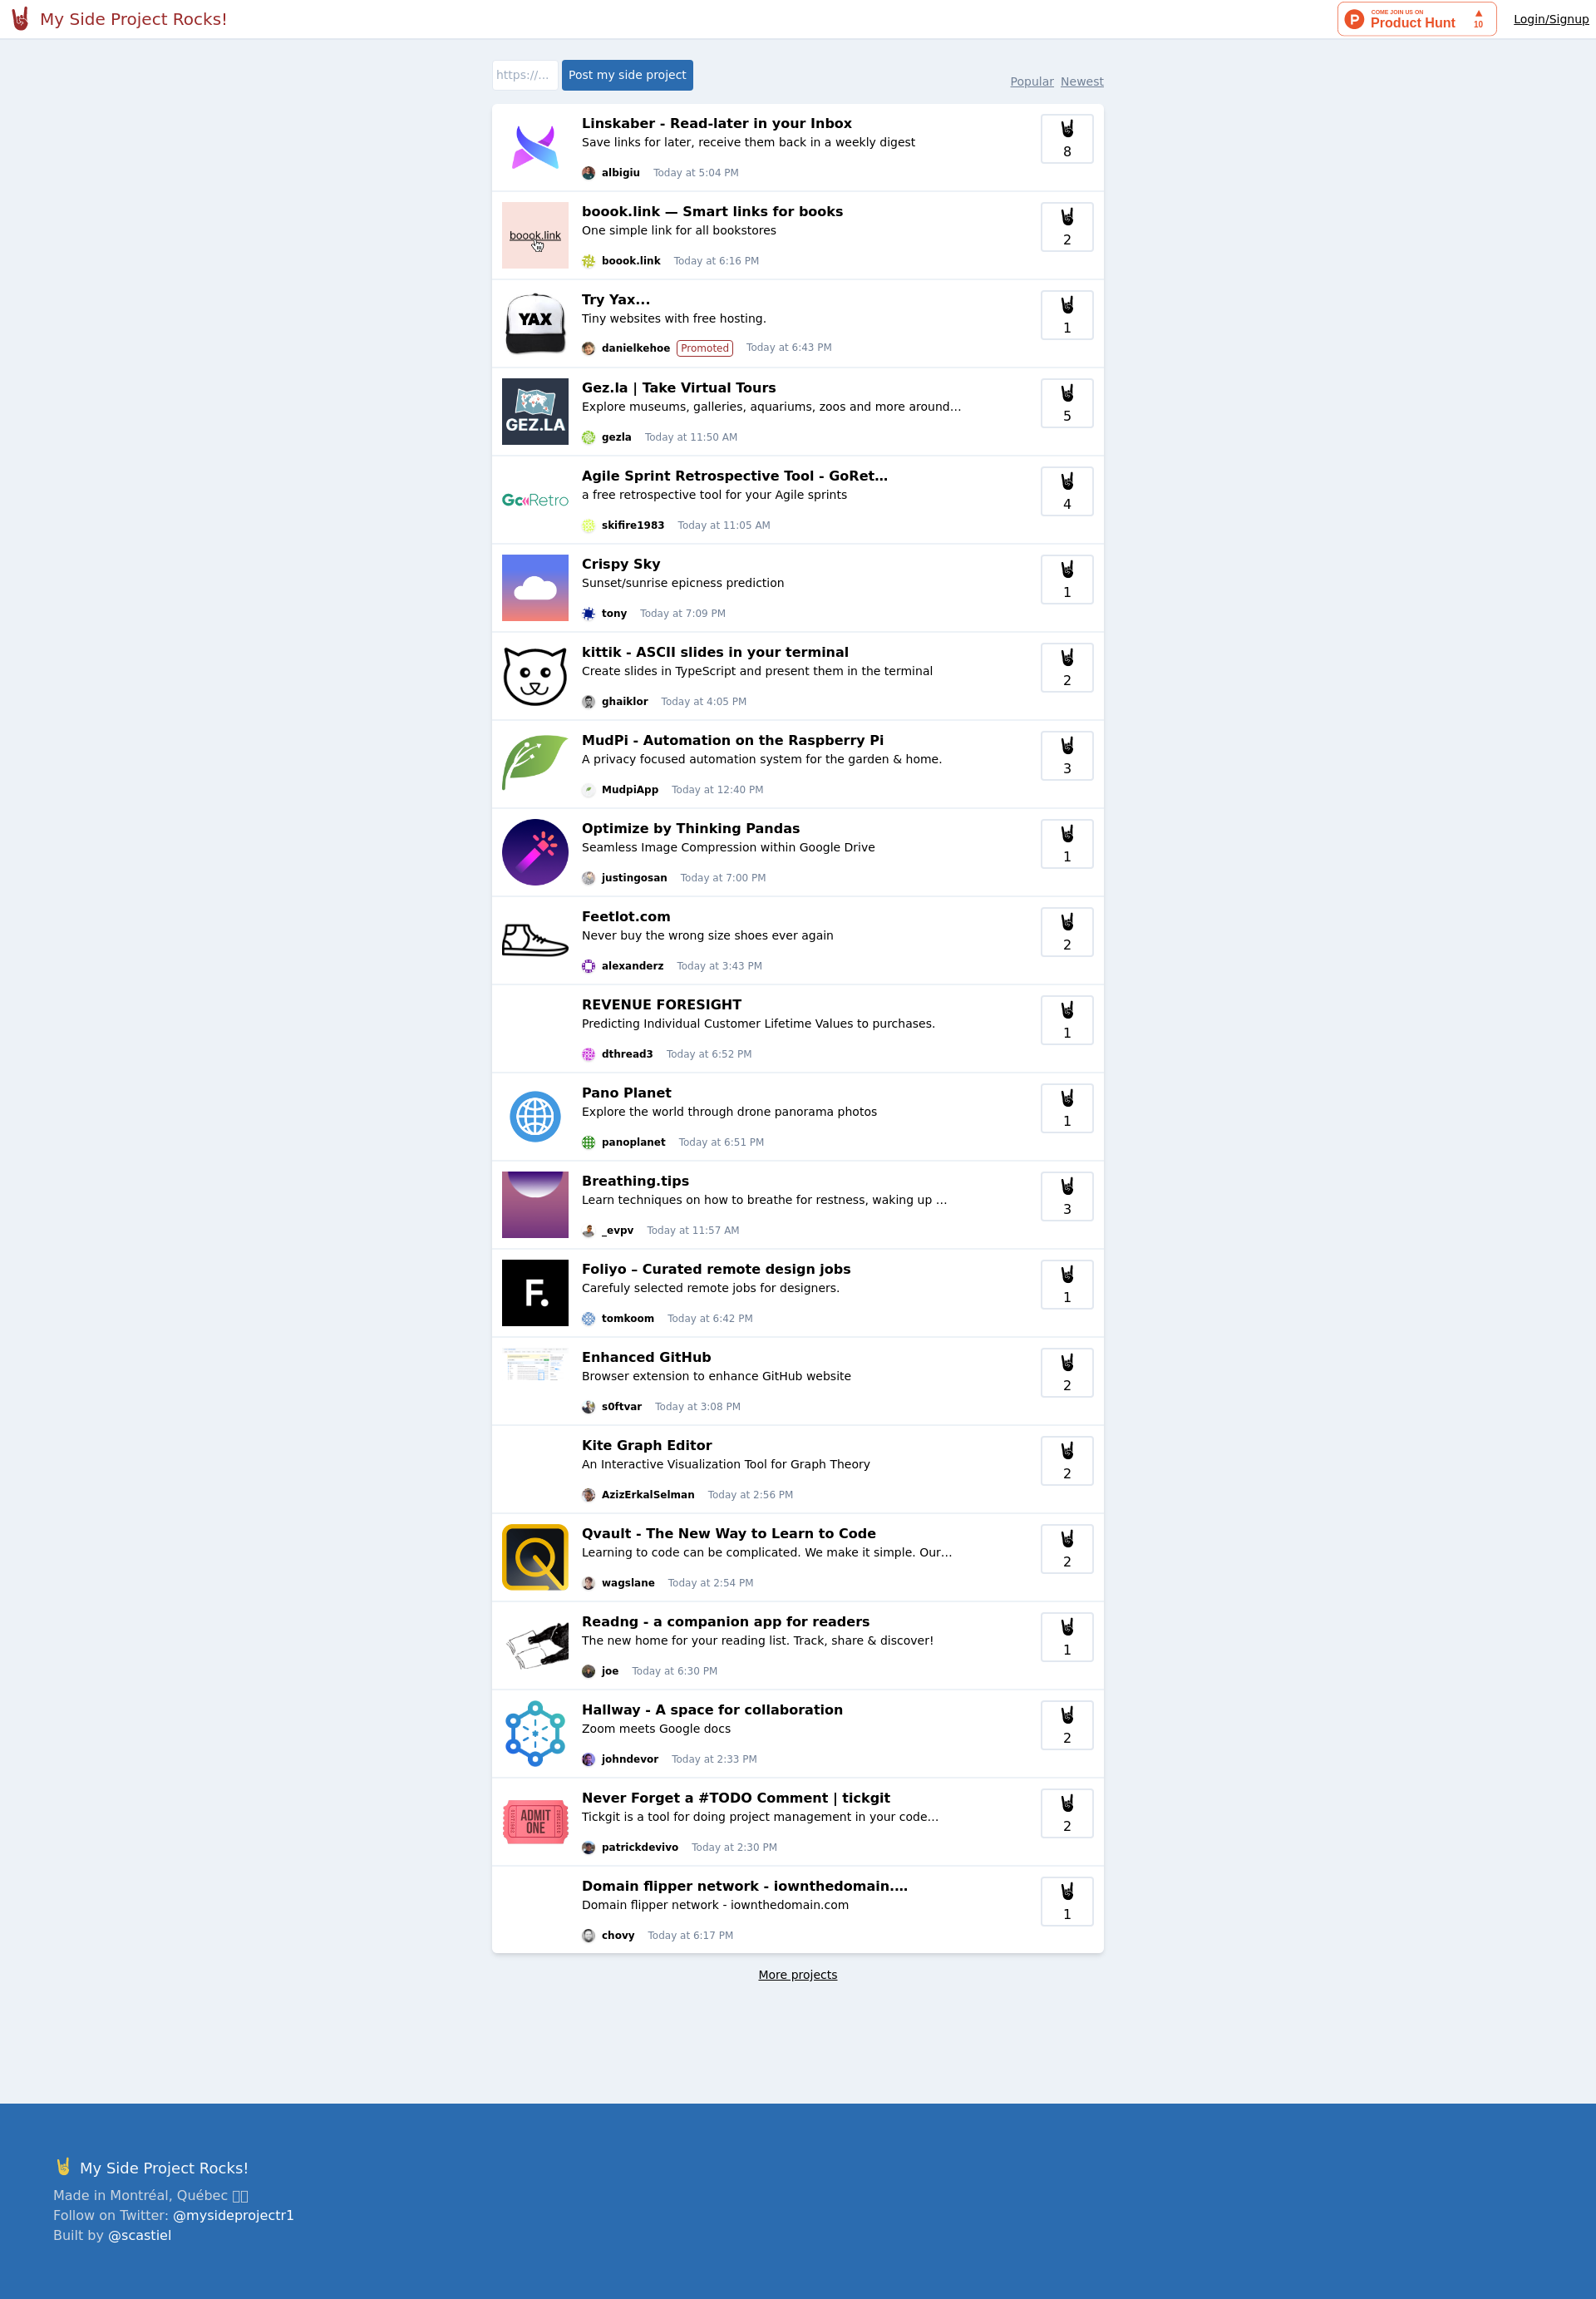 My Side Project Rocks!
COME JOIN US ON
Product Hunt
10
Login/Signup
https://...
Post my side project
Popular Newest
Linskaber - Read-later in your Inbox
Save links for later, receive them back in a weekly digest
albigiu Today at 5:04 PM
8
boook.link
boook.link — Smart links for books
One simple link for all bookstores
boook.link Today at 6:16 PM
2
YAX
Try Yax...
Tiny websites with free hosting.
danielkehoe Promoted Today at 6:43 PM
1
GEZ.LA
Gez.la | Take Virtual Tours
Explore museums, galleries, aquariums, zoos and more around...
gezla Today at 11:50 AM
5
GoRetro
Agile Sprint Retrospective Tool - GoRet...
a free retrospective tool for your Agile sprints
skifire1983 Today at 11:05 AM
4
Crispy Sky
Sunset/sunrise epicness prediction
tony Today at 7:09 PM
1
kittik - ASCII slides in your terminal
Create slides in TypeScript and present them in the terminal
ghaiklor Today at 4:05 PM
2
MudPi - Automation on the Raspberry Pi
A privacy focused automation system for the garden & home.
MudpiApp Today at 12:40 PM
3
Optimize by Thinking Pandas
Seamless Image Compression within Google Drive
justingosan Today at 7:00 PM
1
Feetlot.com
Never buy the wrong size shoes ever again
alexanderz Today at 3:43 PM
2
REVENUE FORESIGHT
Predicting Individual Customer Lifetime Values to purchases.
dthread3 Today at 6:52 PM
1
Pano Planet
Explore the world through drone panorama photos
panoplanet Today at 6:51 PM
1
Breathing.tips
Learn techniques on how to breathe for restness, waking up ...
_evpv Today at 11:57 AM
3
F.
Foliyo – Curated remote design jobs
Carefuly selected remote jobs for designers.
tomkoom Today at 6:42 PM
1
Enhanced GitHub
Browser extension to enhance GitHub website
s0ftvar Today at 3:08 PM
2
Kite Graph Editor
An Interactive Visualization Tool for Graph Theory
AzizErkalSelman Today at 2:56 PM
2
Qvault - The New Way to Learn to Code
Learning to code can be complicated. We make it simple. Our...
wagslane Today at 2:54 PM
2
Readng - a companion app for readers
The new home for your reading list. Track, share & discover!
joe Today at 6:30 PM
1
Hallway - A space for collaboration
Zoom meets Google docs
johndevor Today at 2:33 PM
2
ADMIT
ONE
Never Forget a #TODO Comment | tickgit
Tickgit is a tool for doing project management in your code...
patrickdevivo Today at 2:30 PM
2
Domain flipper network - iownthedomain....
Domain flipper network - iownthedomain.com
chovy Today at 6:17 PM
1
More projects
My Side Project Rocks!
Made in Montréal, Québec
Follow on Twitter: @mysideprojectr1
Built by @scastiel